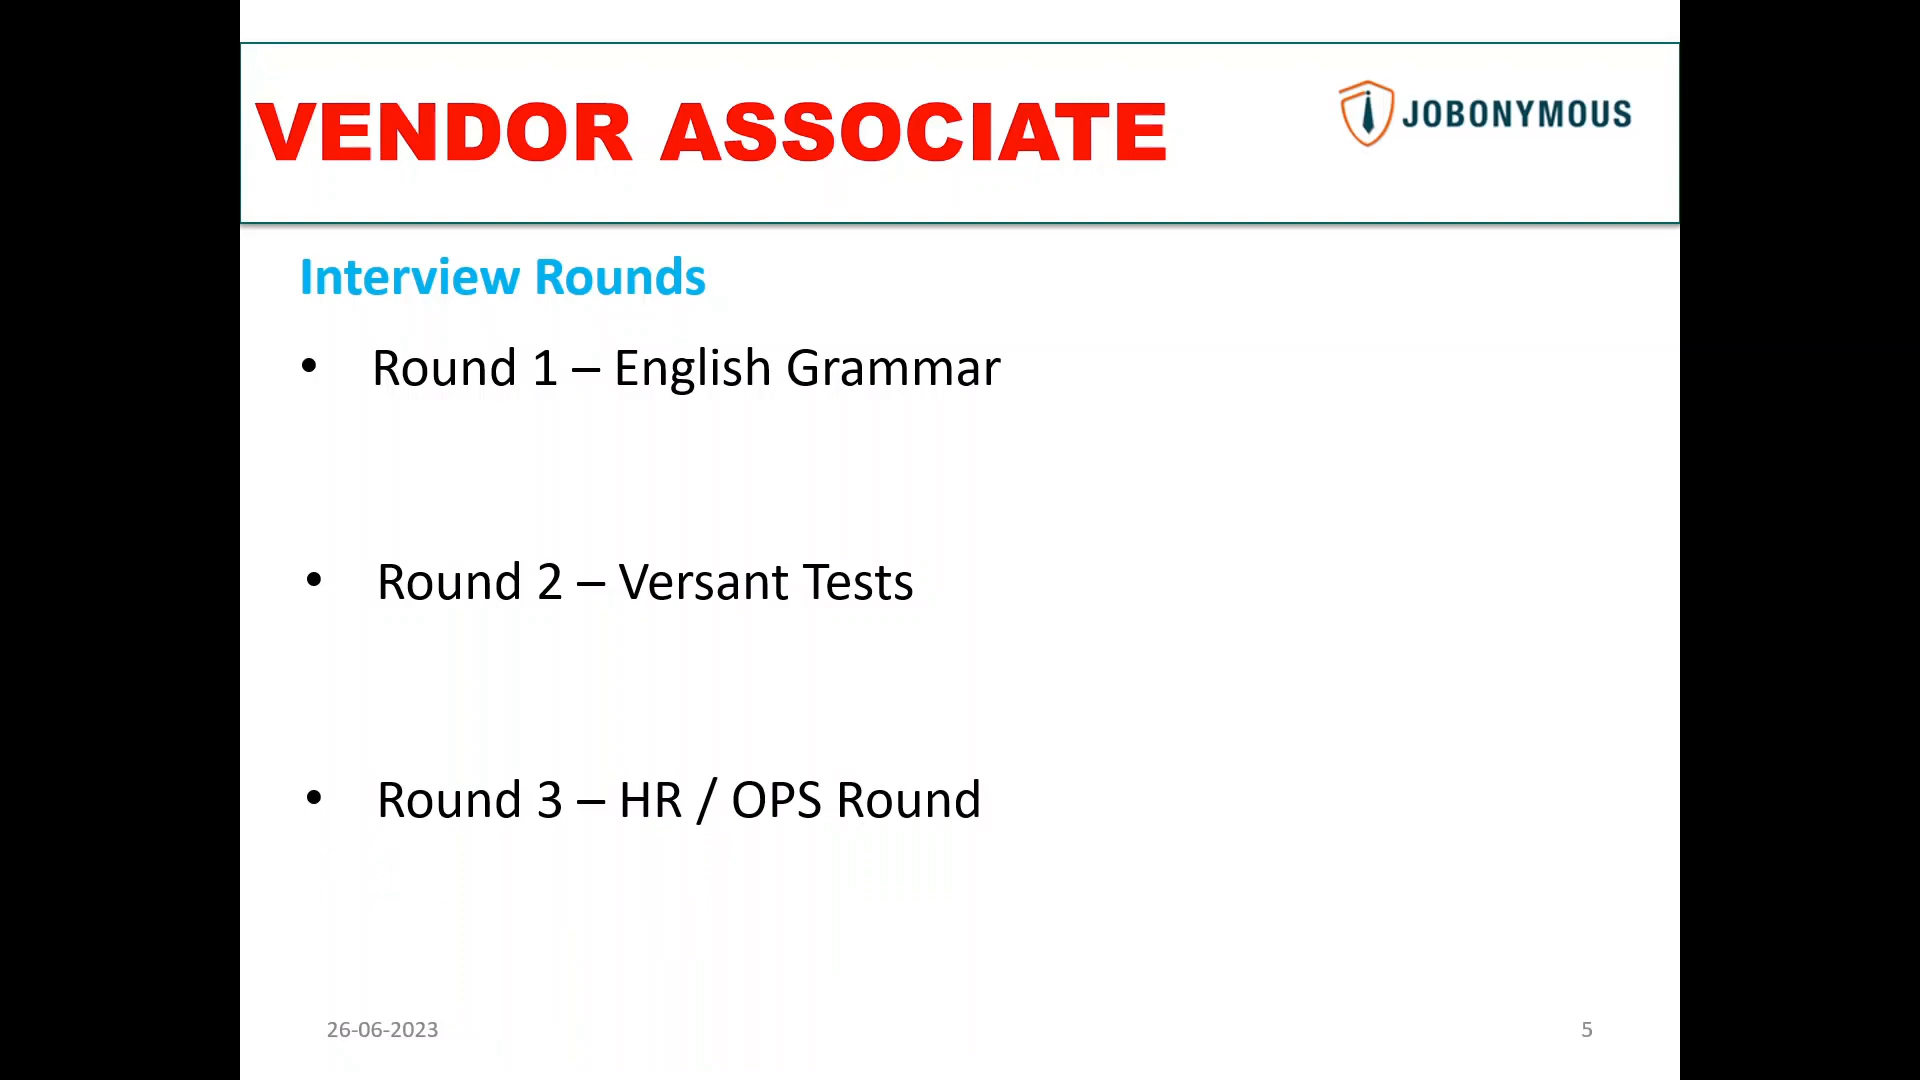 VENDOR ASSOCIATE
JOBONYMOUS
Interview Rounds
• Round 1 – English Grammar
• Round 2 – Versant Tests
• Round 3 – HR / OPS Round
26-06-2023
5